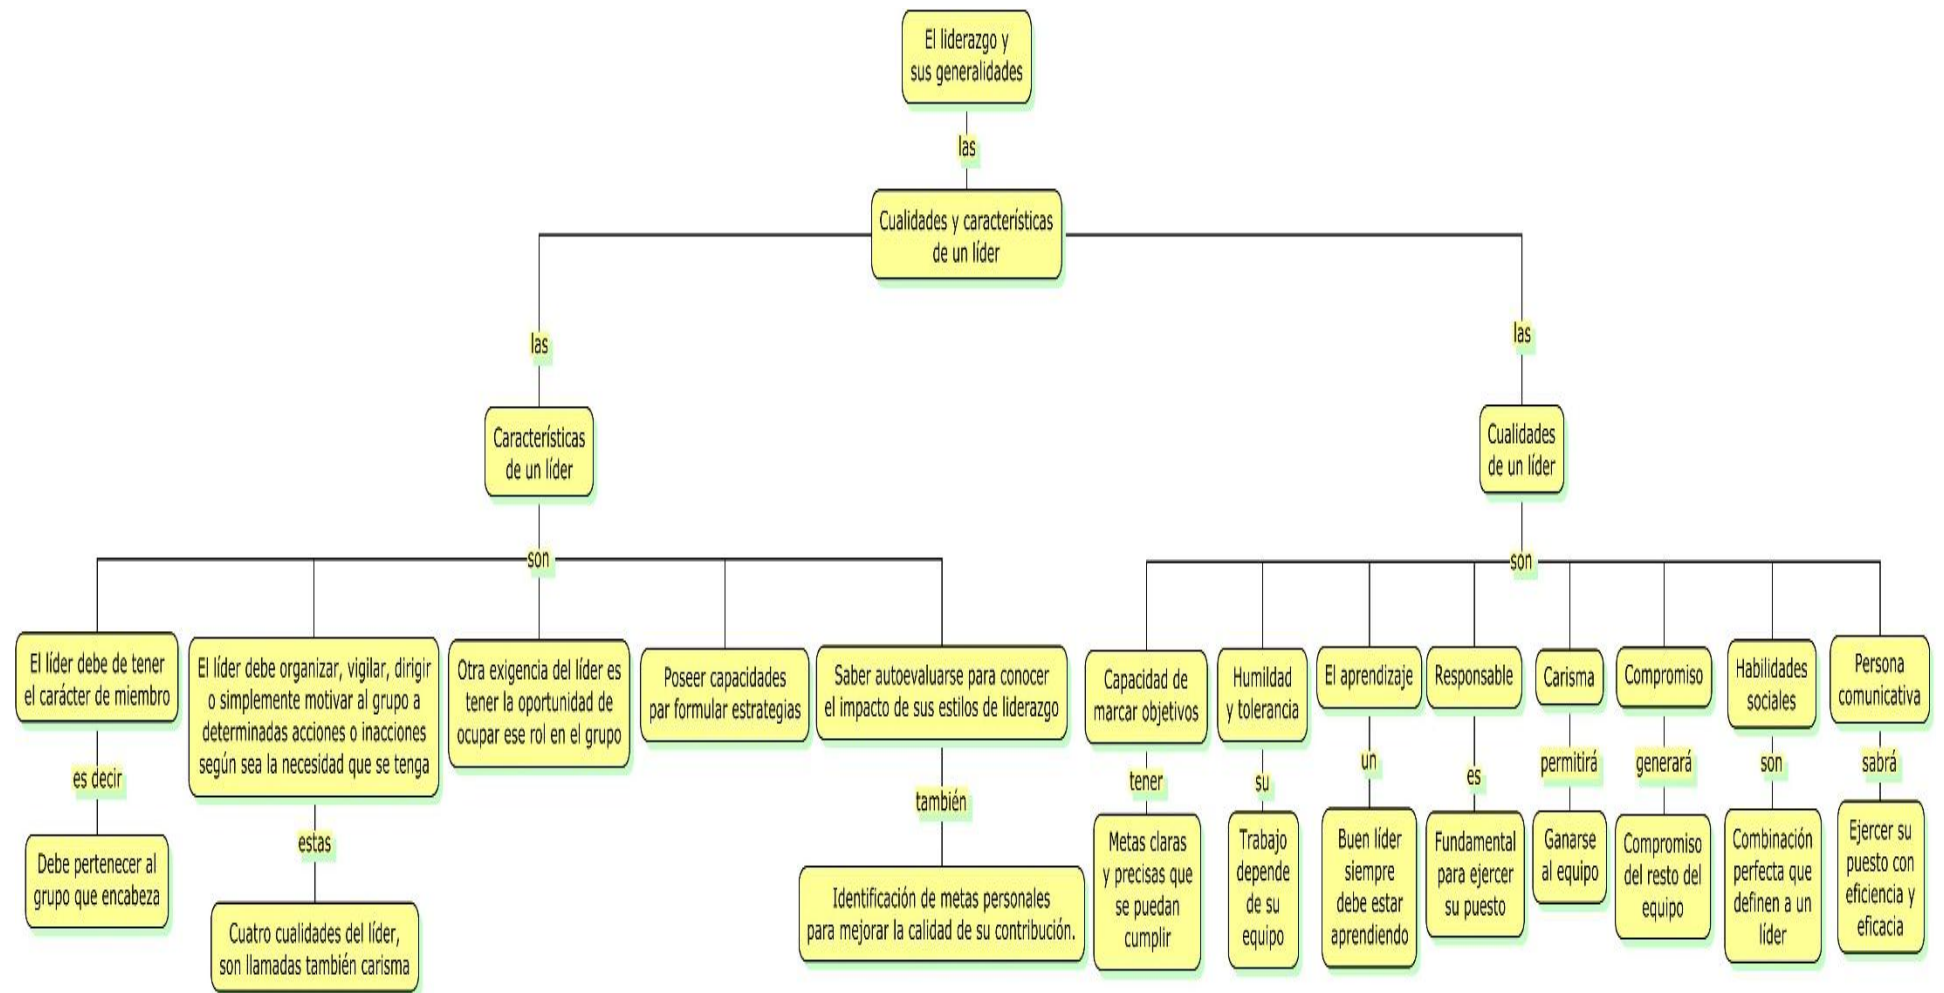 El liderazgo y
sus generalidades
las
Cualidades y características
de un líder
las
las
Características
de un líder
Cualidades
de un líder
son
son
El líder debe de tener
el carácter de miembro
El líder debe organizar, vigilar, dirigir
o simplemente motivar al grupo a
determinadas acciones o inacciones
según sea la necesidad que se tenga
Otra exigencia del líder es
tener la oportunidad de
ocupar ese rol en el grupo
Poseer capacidades
par formular estrategias
Saber autoevaluarse para conocer
el impacto de sus estilos de liderazgo
Capacidad de
marcar objetivos
Humildad
y tolerancia
El aprendizaje
Responsable
Carisma
Compromiso
Habilidades
sociales
Persona
comunicativa
es decir
estas
también
tener
su
un
es
permitirá
generará
son
sabrá
Debe pertenecer al
grupo que encabeza
Cuatro cualidades del líder,
son llamadas también carisma
Identificación de metas personales
para mejorar la calidad de su contribución.
Metas claras
y precisas que
se puedan
cumplir
Trabajo
depende
de su
equipo
Buen líder
siempre
debe estar
aprendiendo
Fundamental
para ejercer
su puesto
Ganarse
al equipo
Compromiso
del resto del
equipo
Combinación
perfecta que
definen a un
líder
Ejercer su
puesto con
eficiencia y
eficacia